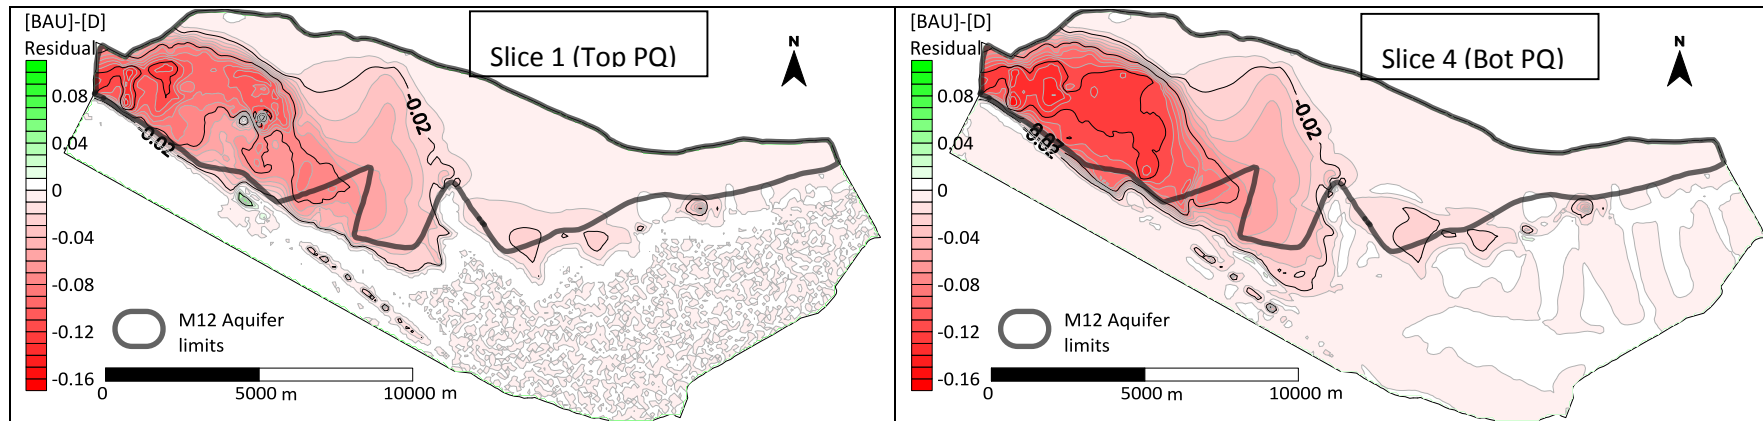 [BAU]-[D]
Residual
Slice 1 (Top PQ)
N
0.08
0.04
0
-0.04
-0.08
-0.12
-0.16
-0.02
-0.02
M12 Aquifer
limits
0 5000 m 10000 m
[BAU]-[D]
Residual
Slice 4 (Bot PQ)
N
0.08
0.04
0
-0.04
-0.08
-0.12
-0.16
-0.02
-0.02
M12 Aquifer
limits
0 5000 m 10000 m